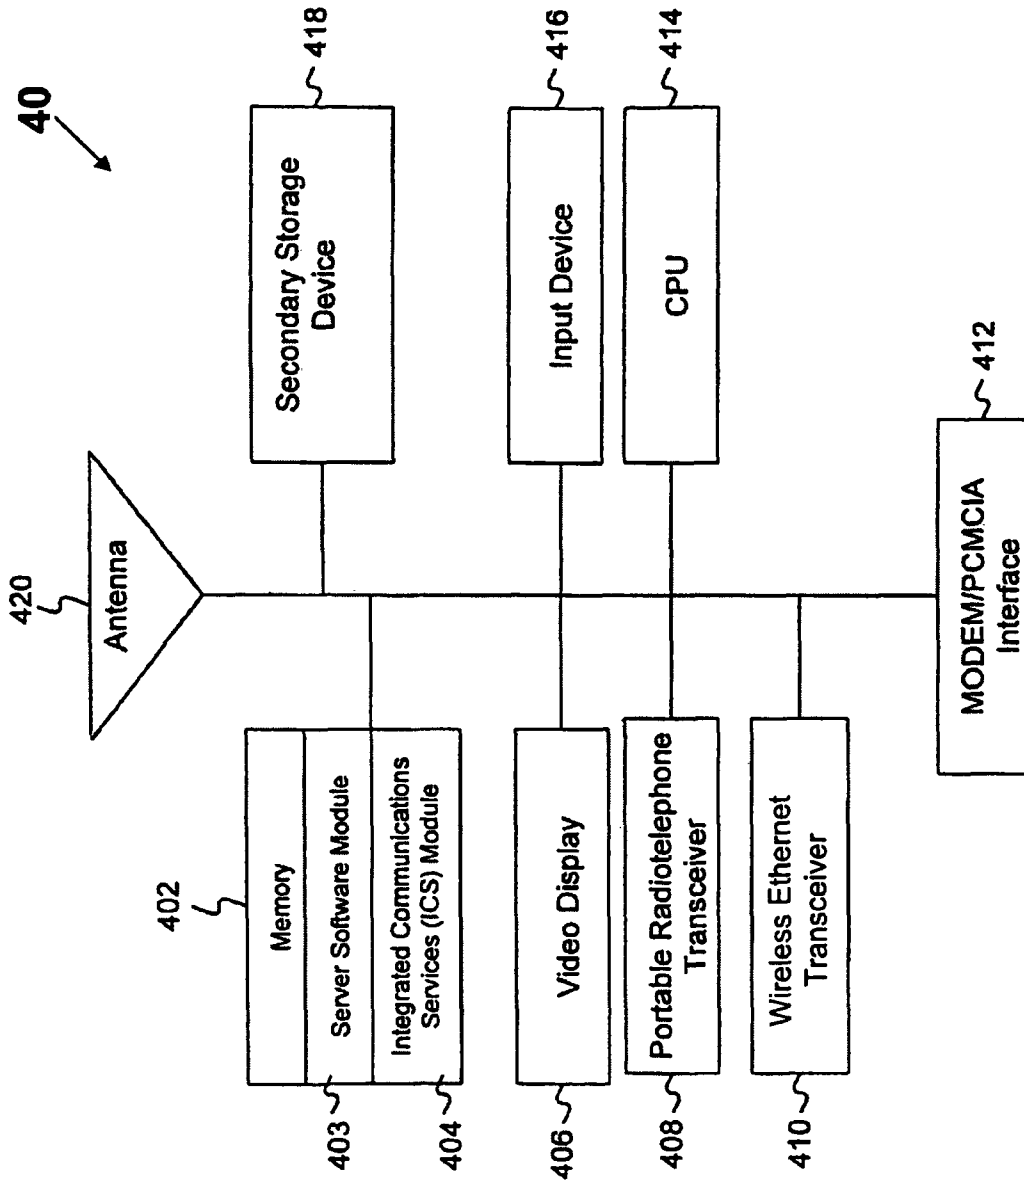 40
420
Antenna
402
Memory
Server Software Module
403
Integrated Communications
Services (ICS) Module
404
Secondary Storage
Device
418
Video Display
406
Input Device
416
Portable Radiotelephone
Transceiver
408
CPU
414
Wireless Ethernet
Transceiver
410
MODEM/PCMCIA
Interface
412